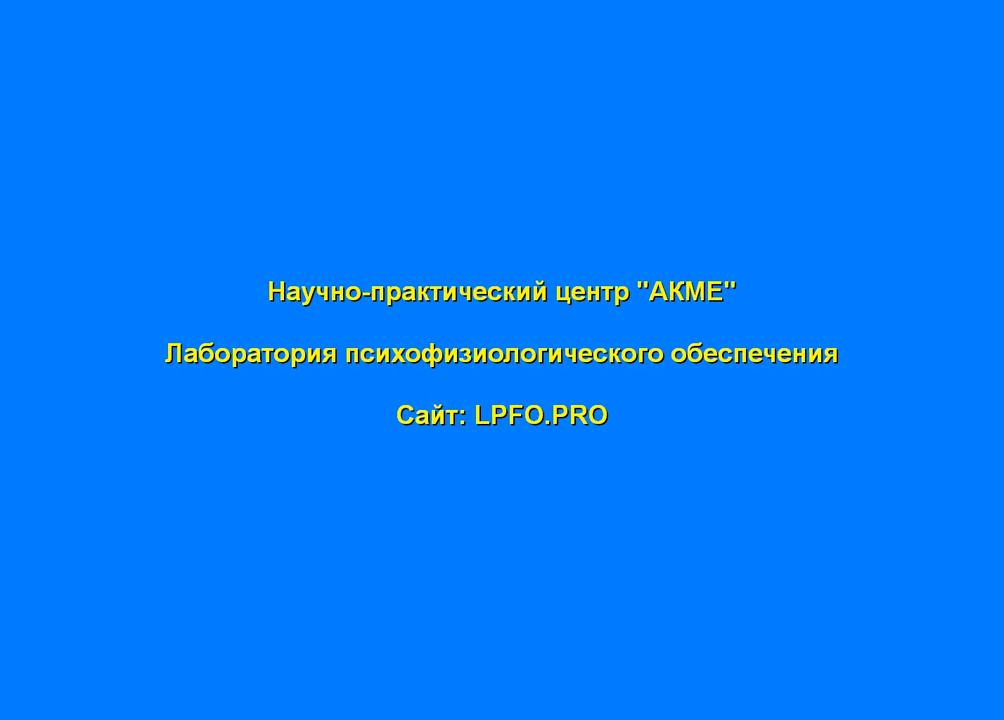 Научно-практический центр "АКМЕ"
Лаборатория психофизиологического обеспечения
Сайт: LPFO.PRO